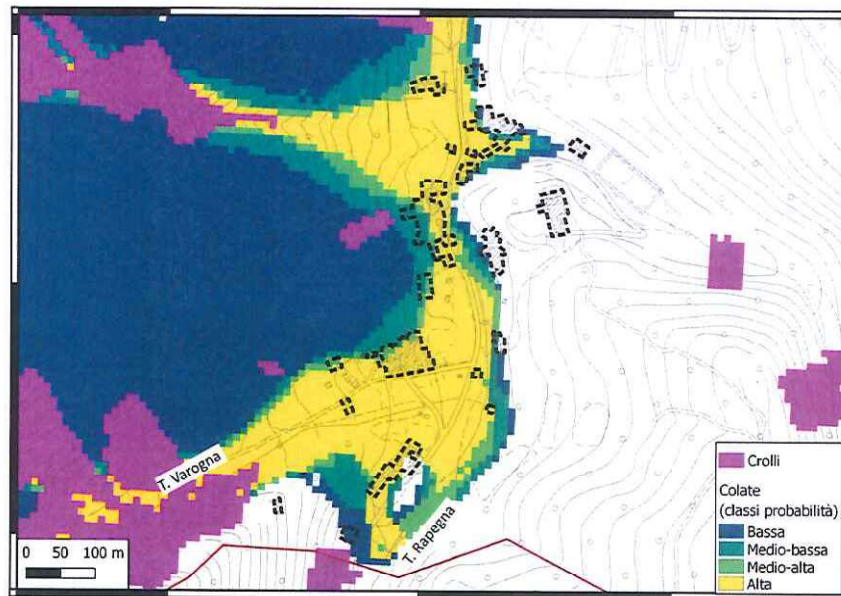 T. Varogna
T. Rapegna
0 50 100 m
Crolli
Colate
(classi probabilità)
Bassa
Medio-bassa
Medio-alta
Alta